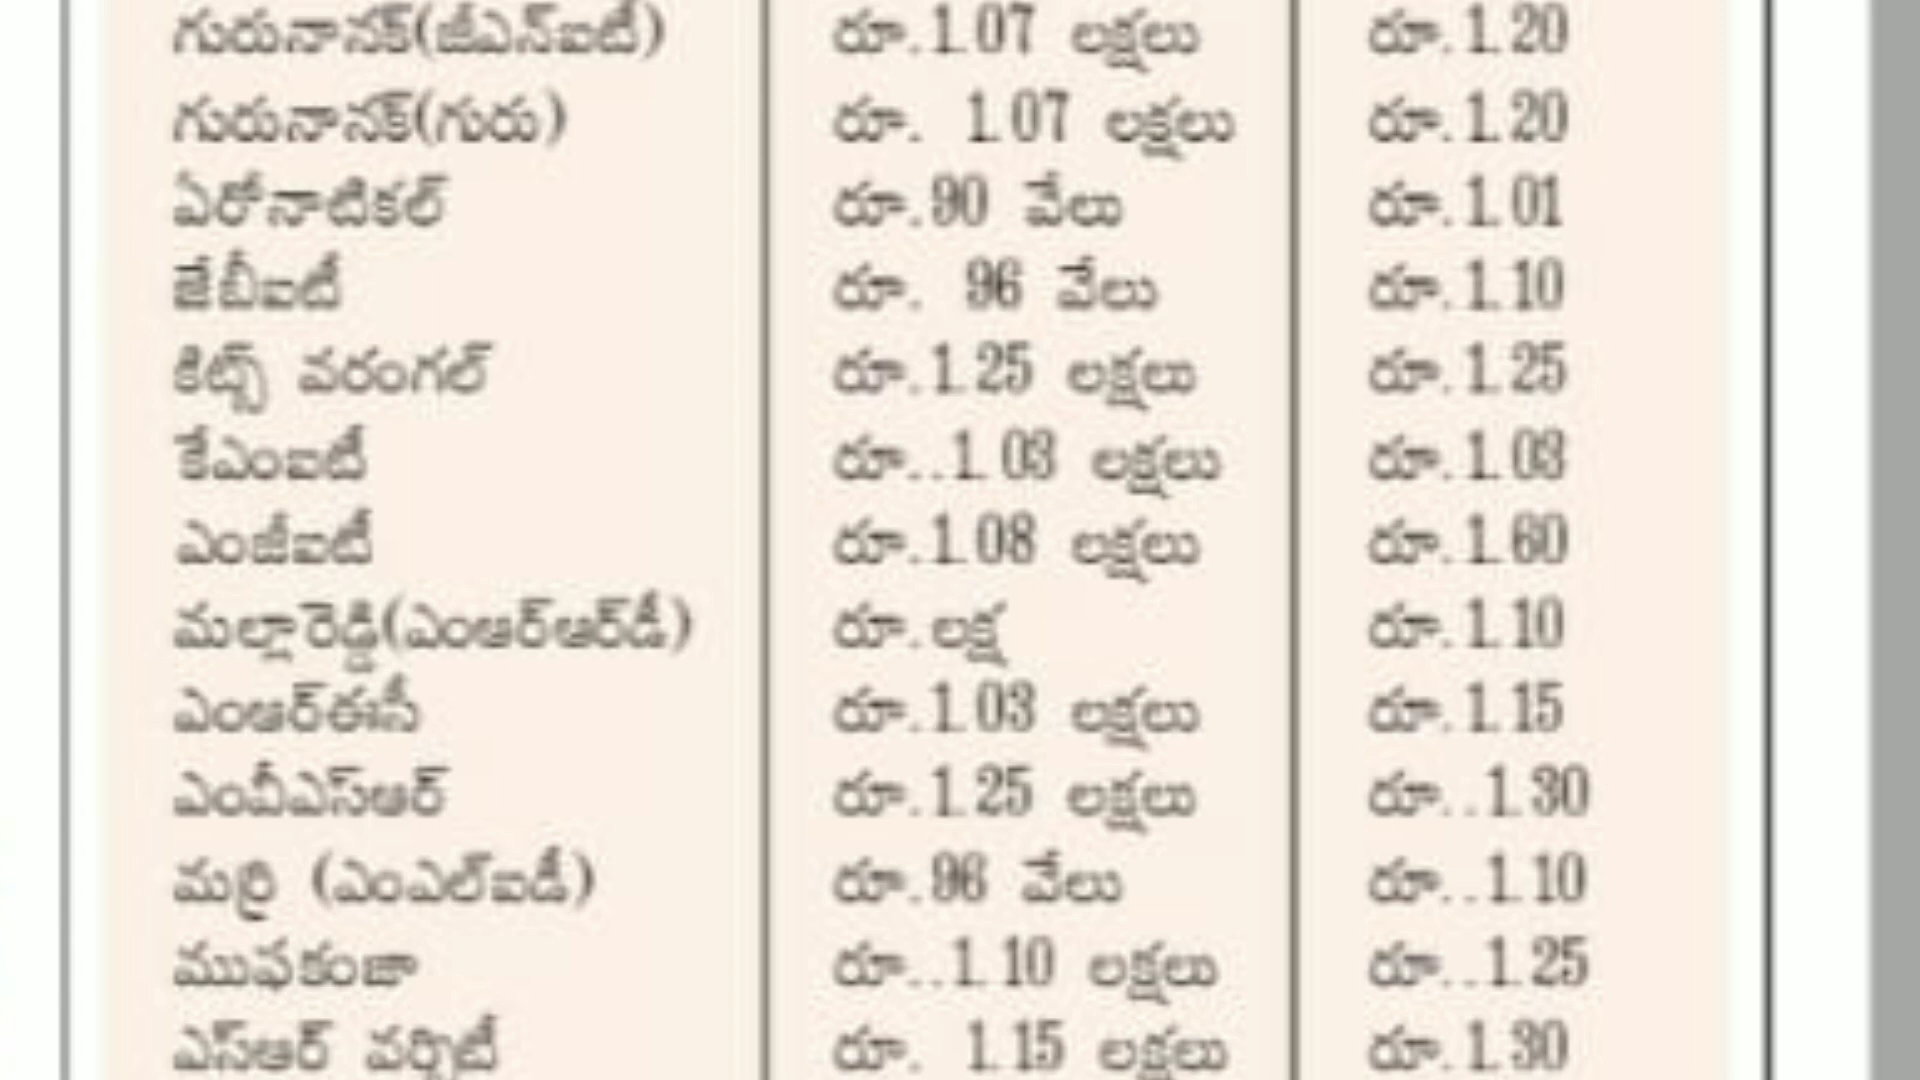 గురునానక్(జీఎన్ఐటీ) రూ.1.07 లక్షలు రూ.1.20
గురునానక్(గురు) రూ. 1.07 లక్షలు రూ.1.20
ఏరోనాటికల్ రూ.90 వేలు రూ.1.01
జేబీఐటీ రూ. 96 వేలు రూ.1.10
కిట్స్ వరంగల్ రూ.1.25 లక్షలు రూ.1.25
కేఎంఐటీ రూ..1.03 లక్షలు రూ.1.03
ఎంజీఐటీ రూ.1.08 లక్షలు రూ.1.60
మల్లారెడ్డి(ఎంఆర్ఆర్‌డీ) రూ.లక్ష రూ.1.10
ఎంఆర్ఈసీ రూ.1.03 లక్షలు రూ.1.15
ఎంవీఎస్ఆర్ రూ.1.25 లక్షలు రూ..1.30
మర్రి (ఎంఎల్ఐడీ) రూ.96 వేలు రూ..1.10
ముఫకంజా రూ..1.10 లక్షలు రూ..1.25
ఎస్ఆర్ వర్సిటీ రూ. 1.15 లక్షలు రూ.1.30